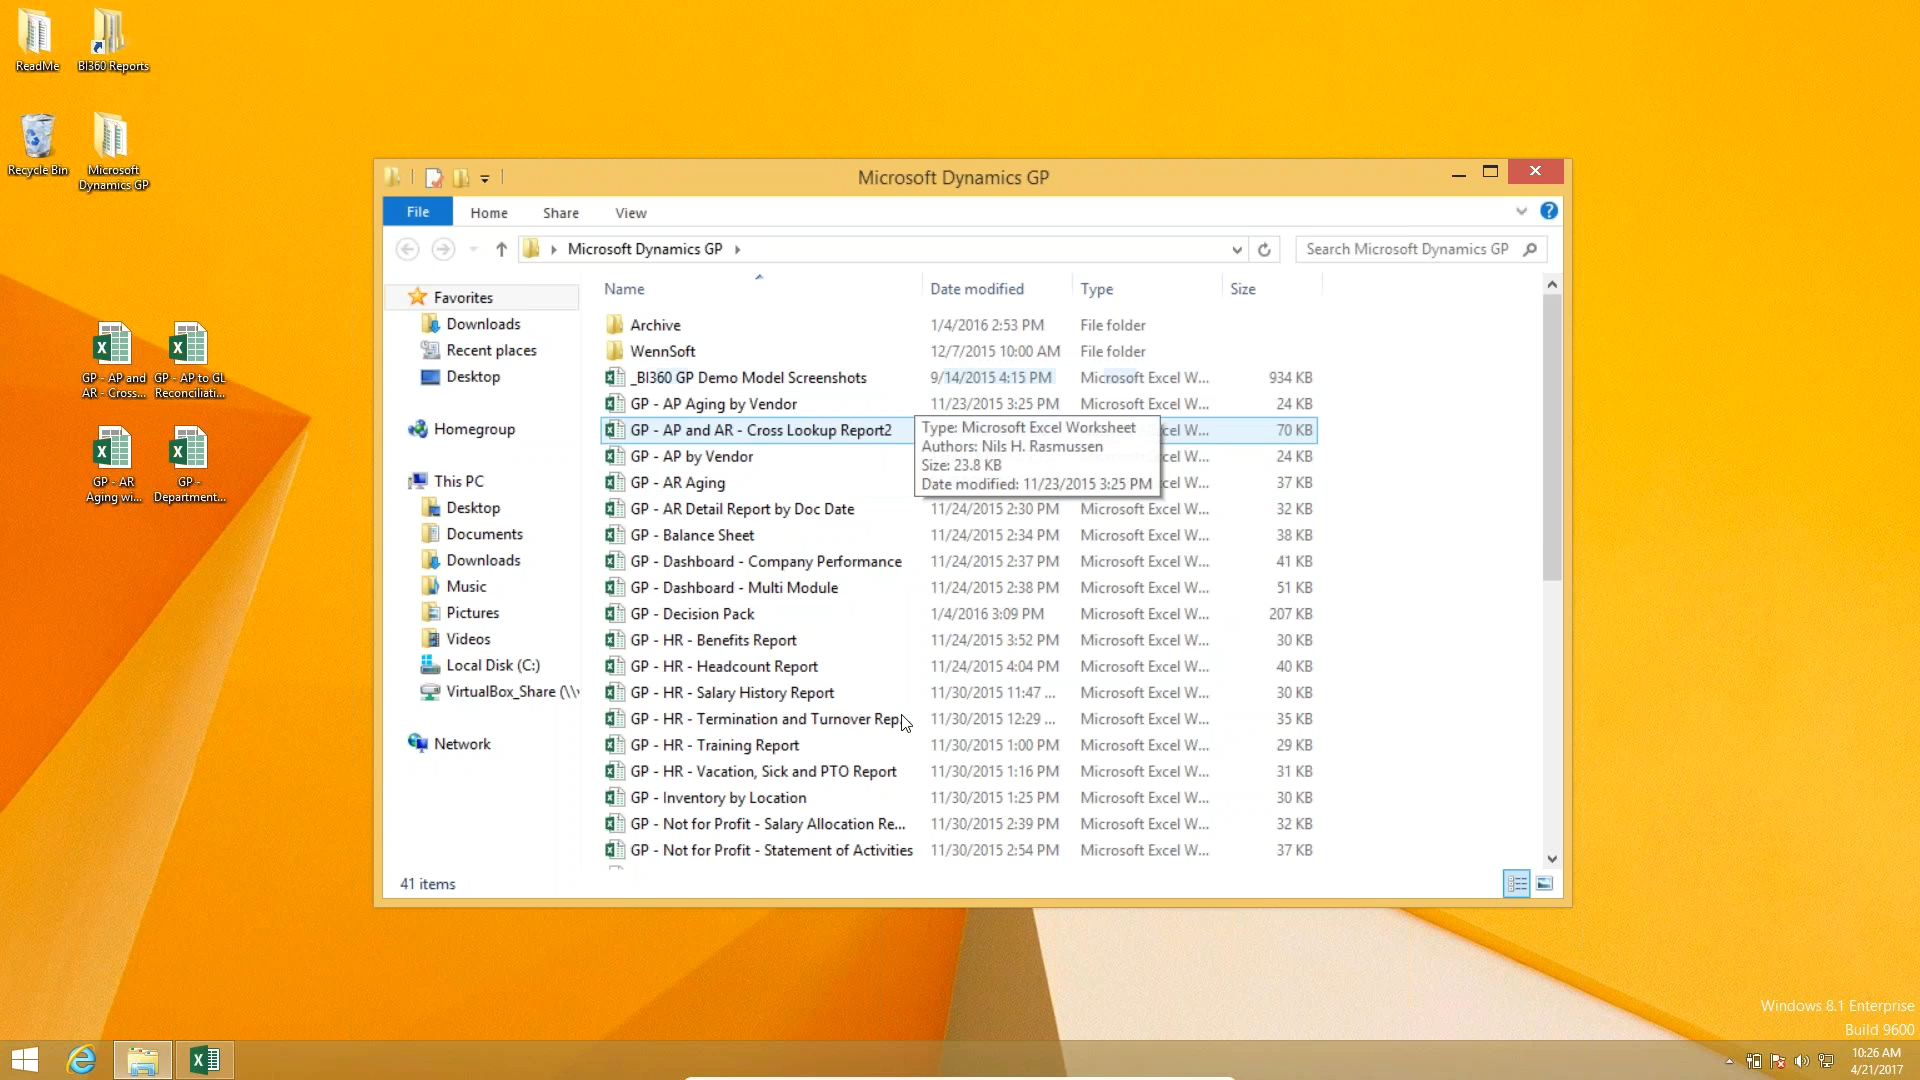 ReadMe
BI360 Reports
Recycle Bin
Microsoft
Dynamics GP
GP - AP and
AR - Cross...
GP - AP to GL
Reconciliati...
GP - AR
Aging wi...
GP -
Department...
Microsoft Dynamics GP
File
Home
Share
View
Microsoft Dynamics GP
Search Microsoft Dynamics GP
Favorites
Downloads
Recent places
Desktop
Homegroup
This PC
Desktop
Documents
Downloads
Music
Pictures
Videos
Local Disk (C:)
VirtualBox_Share (\\v
Network
Name Date modified Type Size
Archive 1/4/2016 2:53 PM File folder
WennSoft 12/7/2015 10:00 AM File folder
_BI360 GP Demo Model Screenshots 9/14/2015 4:15 PM Microsoft Excel W... 934 KB
GP - AP Aging by Vendor 11/23/2015 3:25 PM Microsoft Excel W... 24 KB
GP - AP and AR - Cross Lookup Report2 cel W... 70 KB
GP - AP by Vendor cel W... 24 KB
GP - AR Aging cel W... 37 KB
Type: Microsoft Excel Worksheet
Authors: Nils H. Rasmussen
Size: 23.8 KB
Date modified: 11/23/2015 3:25 PM
GP - AR Detail Report by Doc Date 11/24/2015 2:30 PM Microsoft Excel W... 32 KB
GP - Balance Sheet 11/24/2015 2:34 PM Microsoft Excel W... 38 KB
GP - Dashboard - Company Performance 11/24/2015 2:37 PM Microsoft Excel W... 41 KB
GP - Dashboard - Multi Module 11/24/2015 2:38 PM Microsoft Excel W... 51 KB
GP - Decision Pack 1/4/2016 3:09 PM Microsoft Excel W... 207 KB
GP - HR - Benefits Report 11/24/2015 3:52 PM Microsoft Excel W... 30 KB
GP - HR - Headcount Report 11/24/2015 4:04 PM Microsoft Excel W... 40 KB
GP - HR - Salary History Report 11/30/2015 11:47 ... Microsoft Excel W... 30 KB
GP - HR - Termination and Turnover Rep 11/30/2015 12:29 ... Microsoft Excel W... 35 KB
GP - HR - Training Report 11/30/2015 1:00 PM Microsoft Excel W... 29 KB
GP - HR - Vacation, Sick and PTO Report 11/30/2015 1:16 PM Microsoft Excel W... 31 KB
GP - Inventory by Location 11/30/2015 1:25 PM Microsoft Excel W... 30 KB
GP - Not for Profit - Salary Allocation Re... 11/30/2015 2:39 PM Microsoft Excel W... 32 KB
GP - Not for Profit - Statement of Activities 11/30/2015 2:54 PM Microsoft Excel W... 37 KB
41 items
Windows 8.1 Enterprise
Build 9600
10:26 AM
4/21/2017